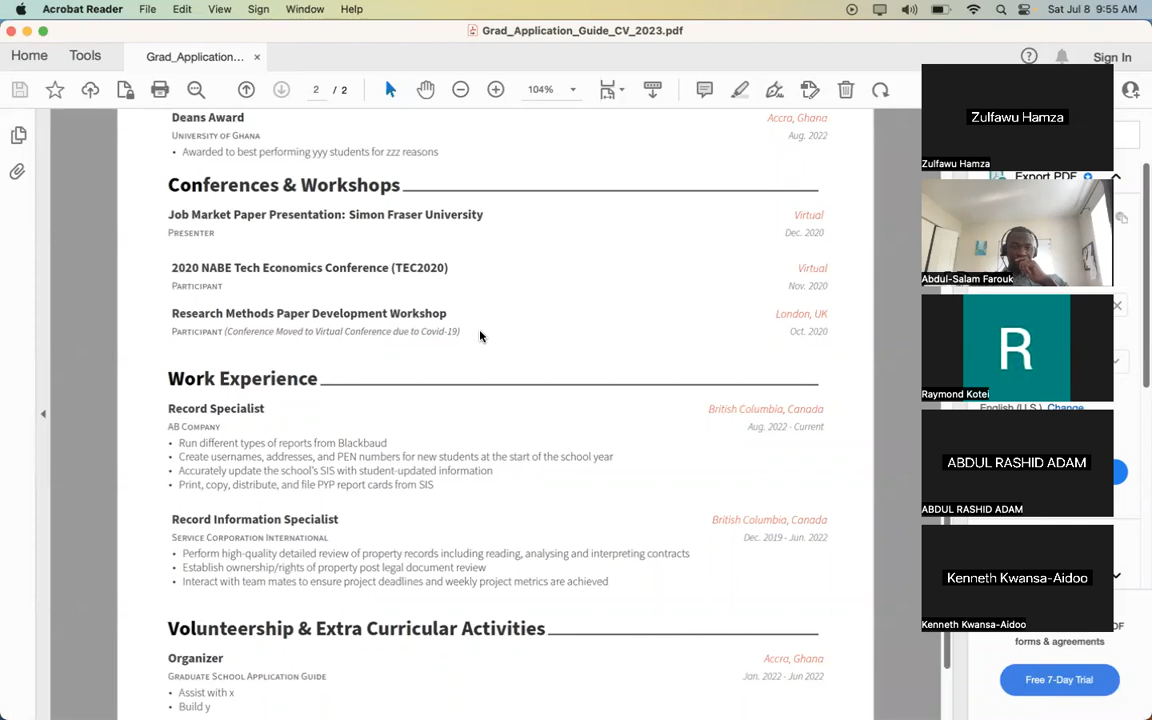 Acrobat Reader File Edit View Sign Window Help Sat Jul 8 9:55 AM
Grad_Application_Guide_CV_2023.pdf
Home Tools Grad_Application... × Sign In
2 / 2 104%
Deans Award Accra, Ghana
University of Ghana Aug. 2022
• Awarded to best performing yyy students for zzz reasons
Conferences & Workshops
Job Market Paper Presentation: Simon Fraser University Virtual
Presenter Dec. 2020
2020 NABE Tech Economics Conference (TEC2020) Virtual
Participant Nov. 2020
Research Methods Paper Development Workshop London, UK
Participant (Conference Moved to Virtual Conference due to Covid-19) Oct. 2020
Work Experience
Record Specialist British Columbia, Canada
AB Company Aug. 2022 - Current
• Run different types of reports from Blackbaud
• Create usernames, addresses, and PEN numbers for new students at the start of the school year
• Accurately update the school's SIS with student-updated information
• Print, copy, distribute, and file PYP report cards from SIS
Record Information Specialist British Columbia, Canada
Service Corporation International Dec. 2019 - Jun. 2022
• Perform high-quality detailed review of property records including reading, analysing and interpreting contracts
• Establish ownership/rights of property post legal document review
• Interact with team mates to ensure project deadlines and weekly project metrics are achieved
Volunteership & Extra Curricular Activities
Organizer Accra, Ghana
Graduate School Application Guide Jan. 2022 - Jun 2022
• Assist with x
• Build y
Zulfawu Hamza
Zulfawu Hamza
Export PDF
Abdul-Salam Farouk
R
Raymond Kotei
English (U.S.) Change
ABDUL RASHID ADAM
ABDUL RASHID ADAM
Kenneth Kwansa-Aidoo
Kenneth Kwansa-Aidoo
forms & agreements
Free 7-Day Trial